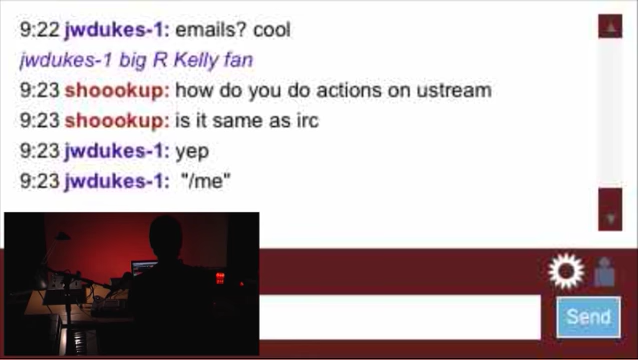 9:22 jwdukes-1: emails? cool
jwdukes-1 big R Kelly fan
9:23 shoookup: how do you do actions on ustream
9:23 shoookup: is it same as irc
9:23 jwdukes-1: yep
9:23 jwdukes-1: "/me"
Send